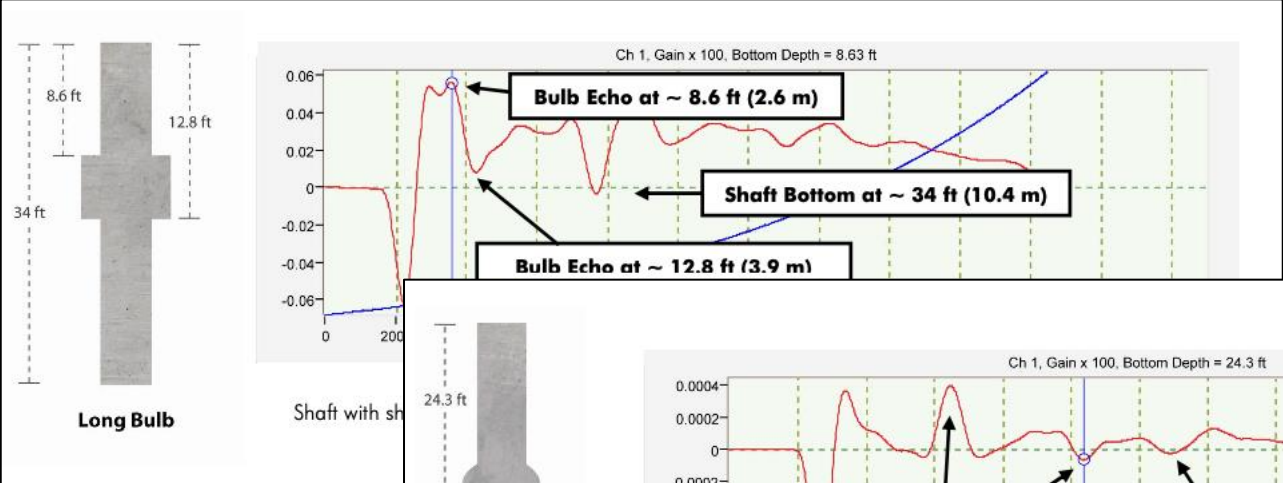 Ch 1, Gain x 100, Bottom Depth = 8.63 ft
0.06
0.04
0.02
0
-0.02
-0.04
-0.06
0
200
8.6 ft
12.8 ft
34 ft
Bulb Echo at ~ 8.6 ft (2.6 m)
Shaft Bottom at ~ 34 ft (10.4 m)
Bulb Echo at ~ 12.8 ft (3.9 m)
Long Bulb
Shaft with sh
24.3 ft
Ch 1, Gain x 100, Bottom Depth = 24.3 ft
0.0004
0.0002
0